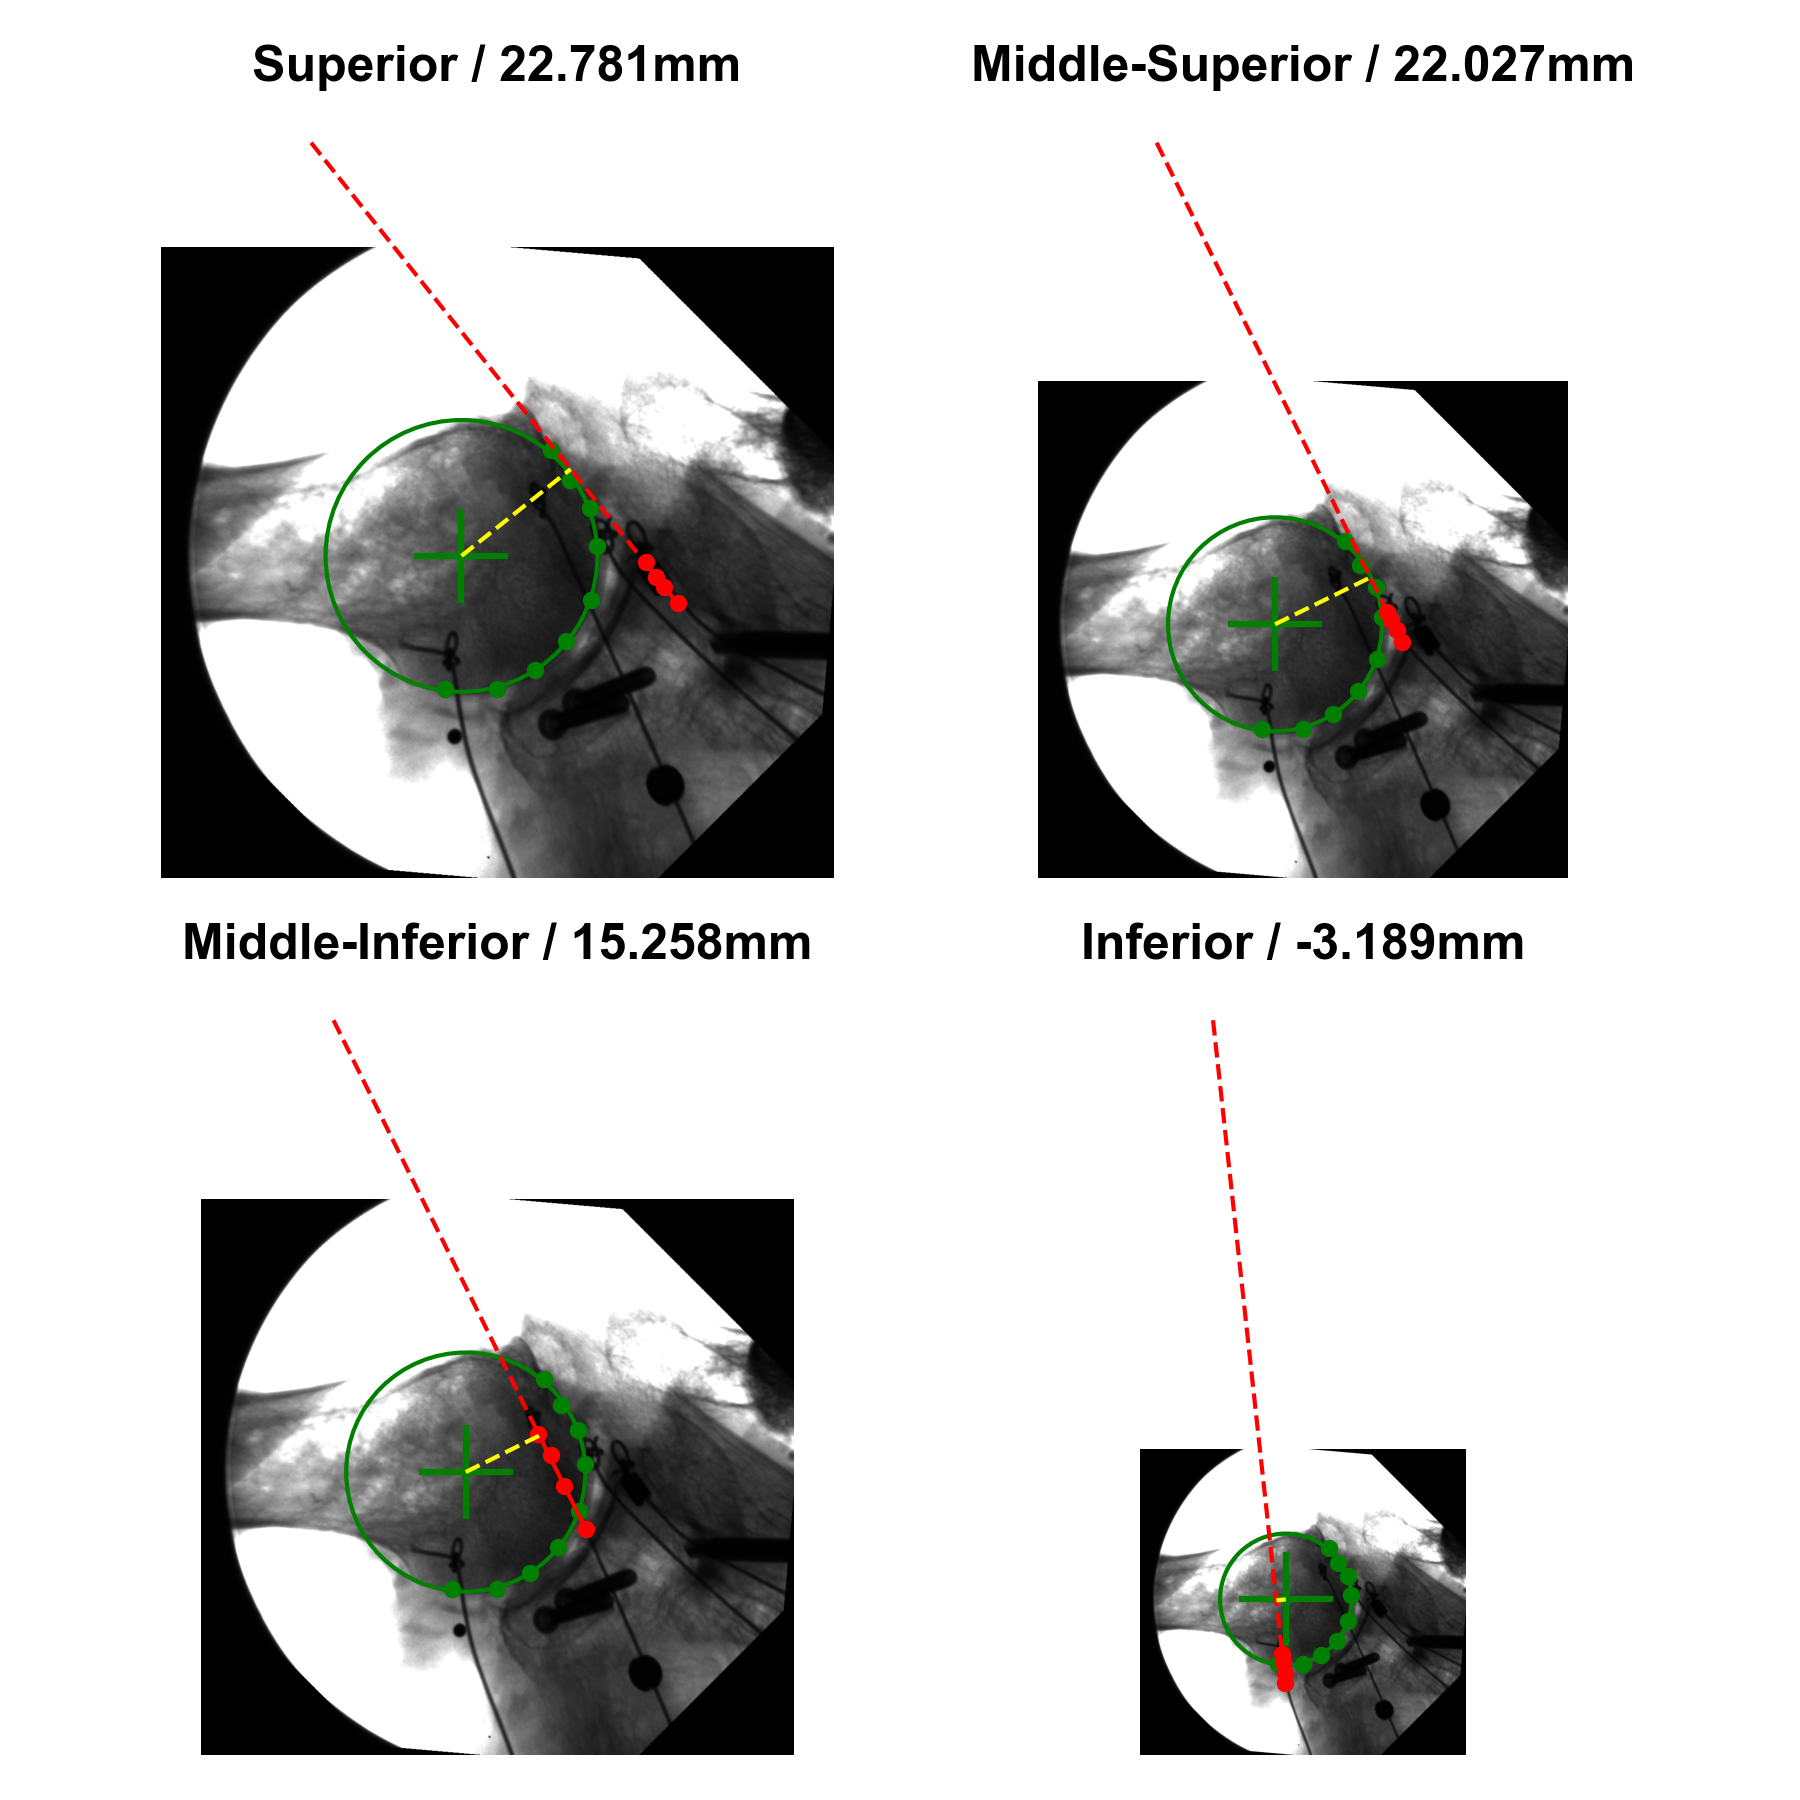 Superior / 22.781mm
Middle-Superior / 22.027mm
Middle-Inferior / 15.258mm
Inferior / -3.189mm